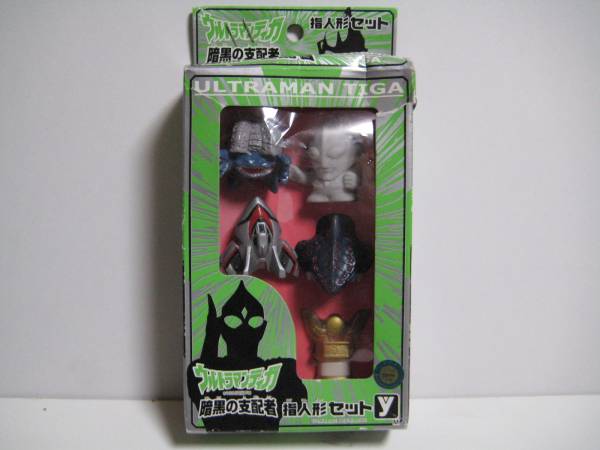 ウルトラマンティガ
指人形セット
暗黒の支配者
ULTRAMAN TIGA
ウルトラマンティガ
暗黒の支配者 指人形セット
y